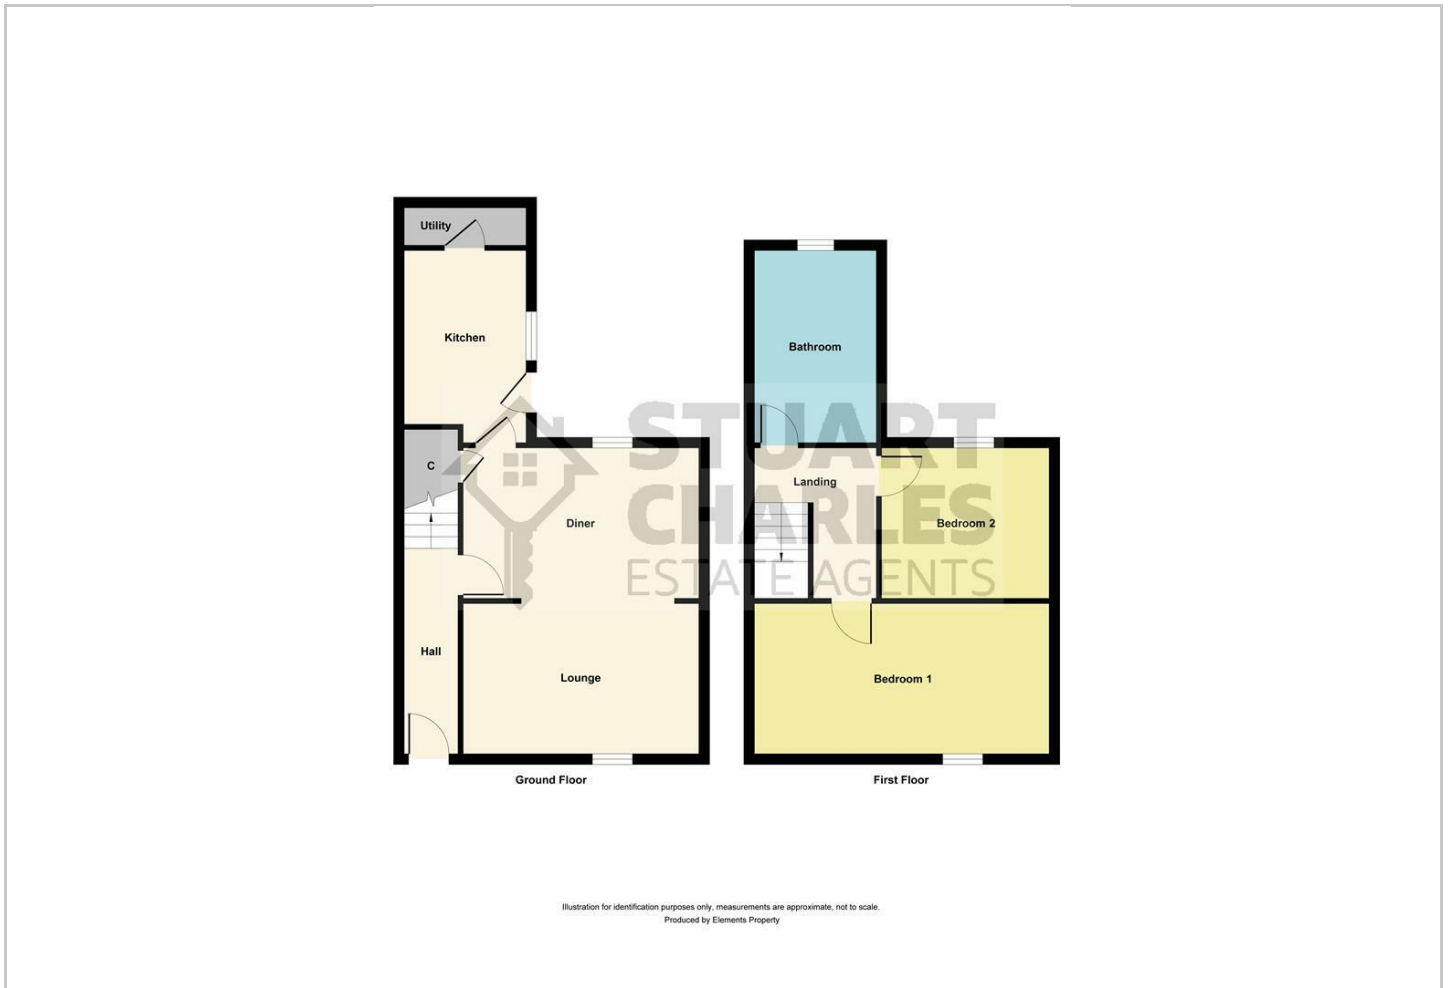 Utility
Kitchen
C
Diner
Hall
Lounge
Ground Floor
Bathroom
Landing
Bedroom 2
Bedroom 1
First Floor
STUART
CHARLES
ESTATE AGENTS
Illustration for identification purposes only, measurements are approximate, not to scale.
Produced by Elements Property